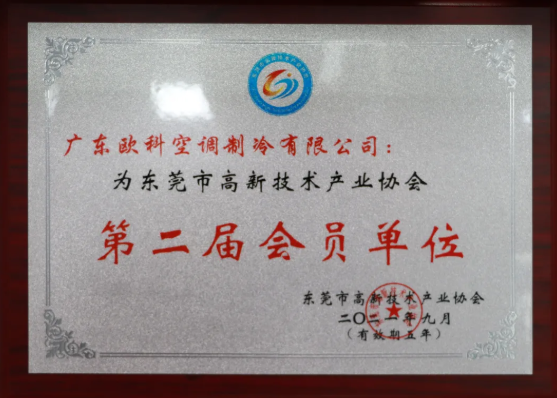 广东欧科空调制冷有限公司：
为东莞市高新技术产业协会
第二届会员单位
东莞市高新技术产业协会
二〇二一年九月
（有效期五年）